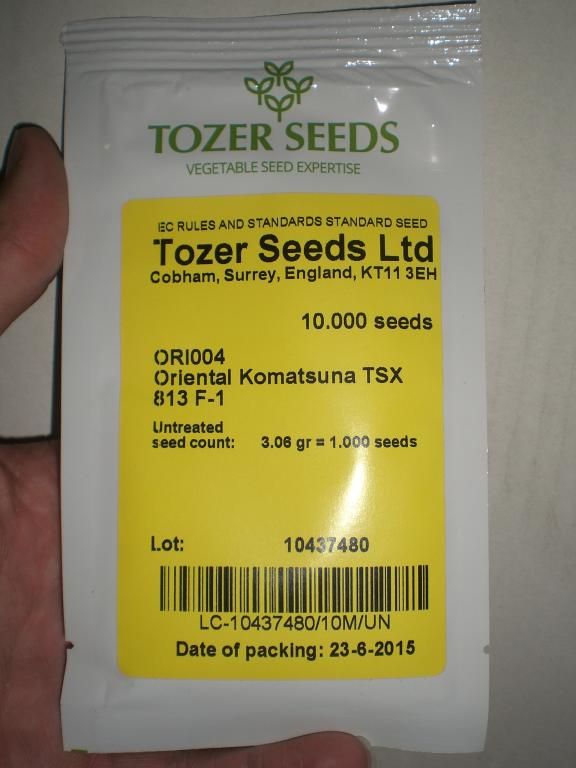 TOZER SEEDS
VEGETABLE SEED EXPERTISE
EC RULES AND STANDARDS STANDARD SEED
Tozer Seeds Ltd
Cobham, Surrey, England, KT11 3EH
10.000 seeds
ORI004
Oriental Komatsuna TSX
813 F-1
Untreated
seed count: 3.06 gr = 1.000 seeds
Lot: 10437480
LC-10437480/10M/UN
Date of packing: 23-6-2015